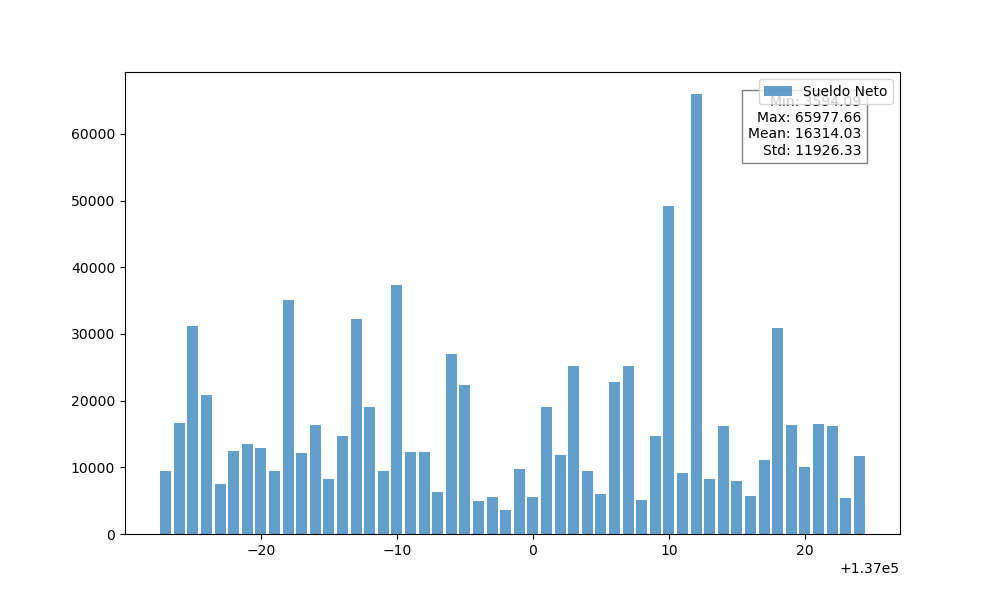 Sueldo Neto
Min: 3594.09
Max: 65977.66
Mean: 16314.03
Std: 11926.33
60000
50000
40000
30000
20000
10000
0
−20
−10
0
10
20
+1.37e5